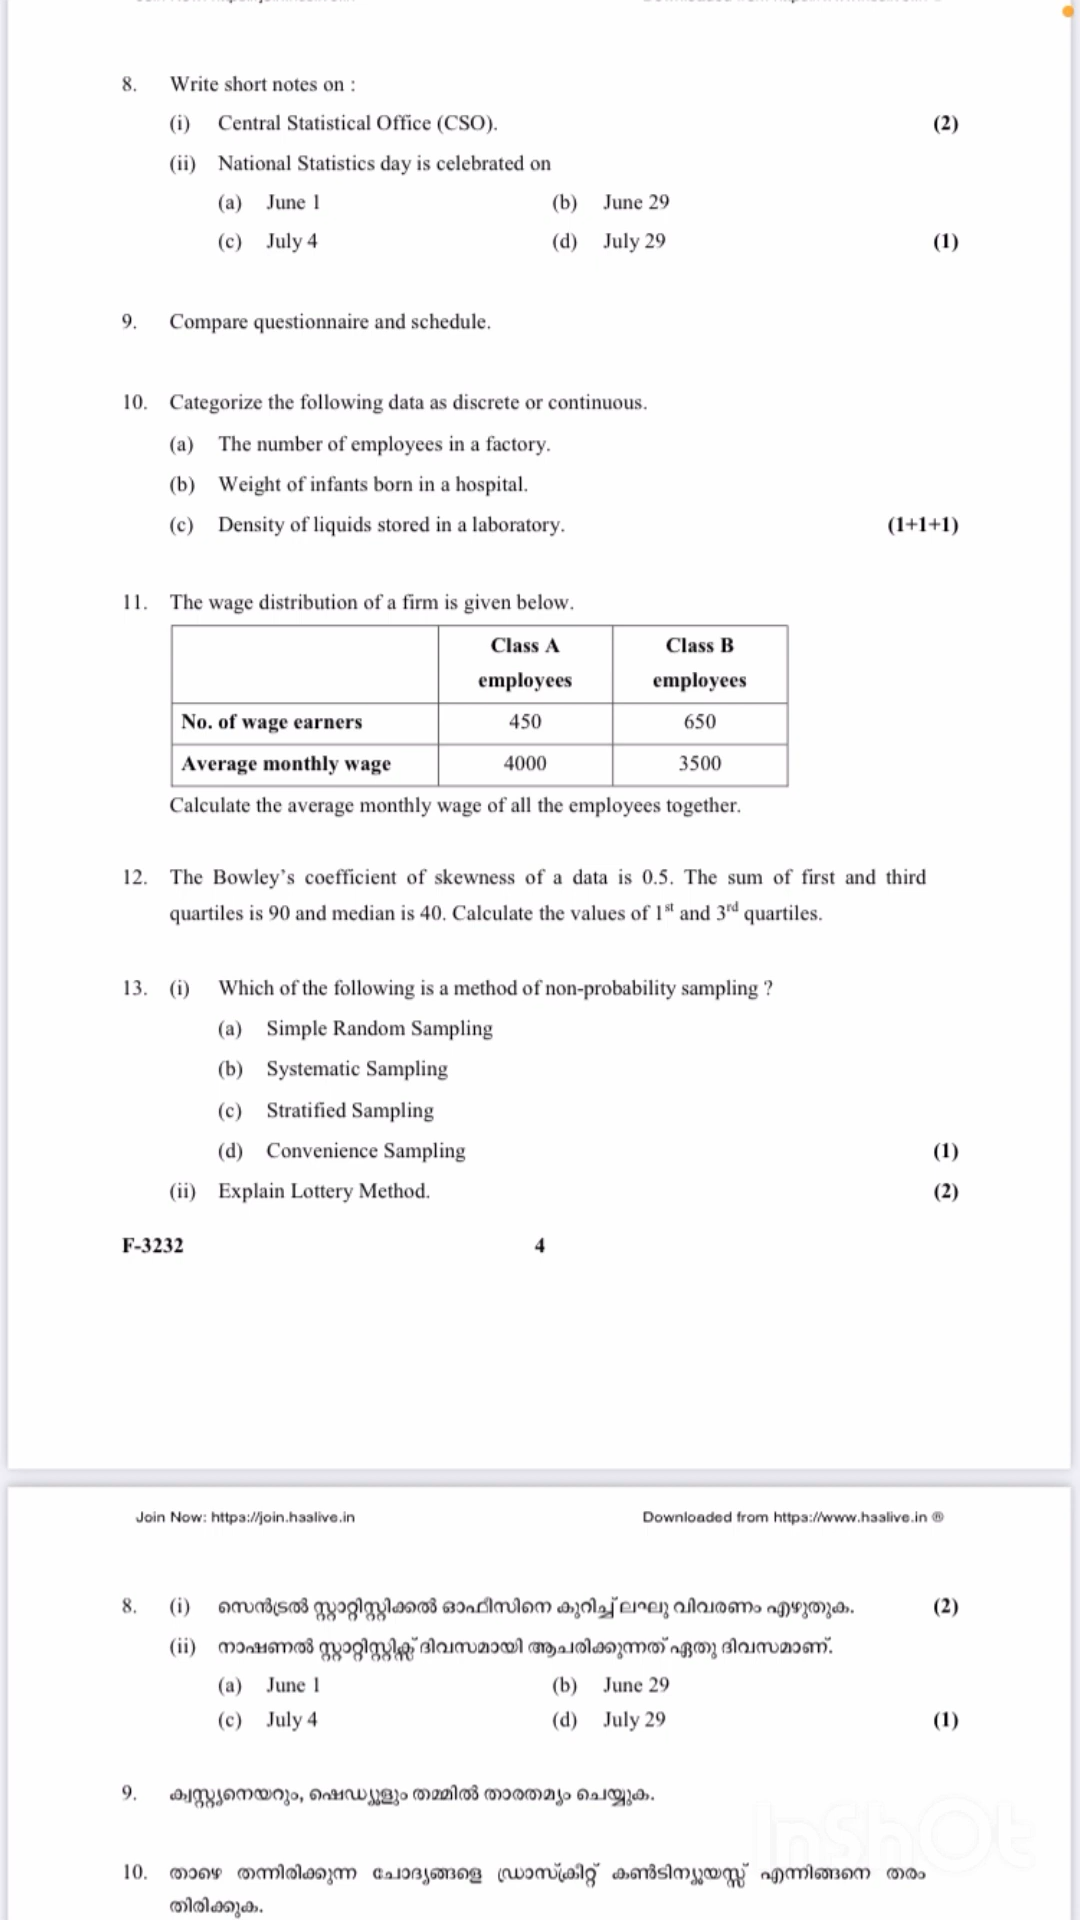 8. Write short notes on :
(i) Central Statistical Office (CSO). (2)
(ii) National Statistics day is celebrated on
(a) June 1 (b) June 29
(c) July 4 (d) July 29 (1)
9. Compare questionnaire and schedule.
10. Categorize the following data as discrete or continuous.
(a) The number of employees in a factory.
(b) Weight of infants born in a hospital.
(c) Density of liquids stored in a laboratory. (1+1+1)
11. The wage distribution of a firm is given below.
Class A Class B
employees employees
No. of wage earners 450 650
Average monthly wage 4000 3500
Calculate the average monthly wage of all the employees together.
12. The Bowley's coefficient of skewness of a data is 0.5. The sum of first and third
quartiles is 90 and median is 40. Calculate the values of 1st and 3rd quartiles.
13. (i) Which of the following is a method of non-probability sampling ?
(a) Simple Random Sampling
(b) Systematic Sampling
(c) Stratified Sampling
(d) Convenience Sampling (1)
(ii) Explain Lottery Method. (2)
F-3232 4
Join Now: https://join.hsslive.in Downloaded from https://www.hsslive.in ®
8. (i) സെൻട്രൽ സ്റ്റാറ്റിസ്റ്റിക്കൽ ഓഫീസിനെ കുറിച്ച് ലഘു വിവരണം എഴുതുക. (2)
(ii) നാഷണൽ സ്റ്റാറ്റിസ്റ്റിക്സ് ദിവസമായി ആചരിക്കുന്നത് ഏതു ദിവസമാണ്.
(a) June 1 (b) June 29
(c) July 4 (d) July 29 (1)
9. ക്വസ്റ്റ്യനെയറും, ഷെഡ്യൂളും തമ്മിൽ താരതമ്യം ചെയ്യുക.
10. താഴെ തന്നിരിക്കുന്ന ചോദ്യങ്ങളെ ഡ്രാസ്ക്രിറ്റ് കൺടിന്യൂയസ്സ് എന്നിങ്ങനെ തരം
തിരിക്കുക.
InShOt